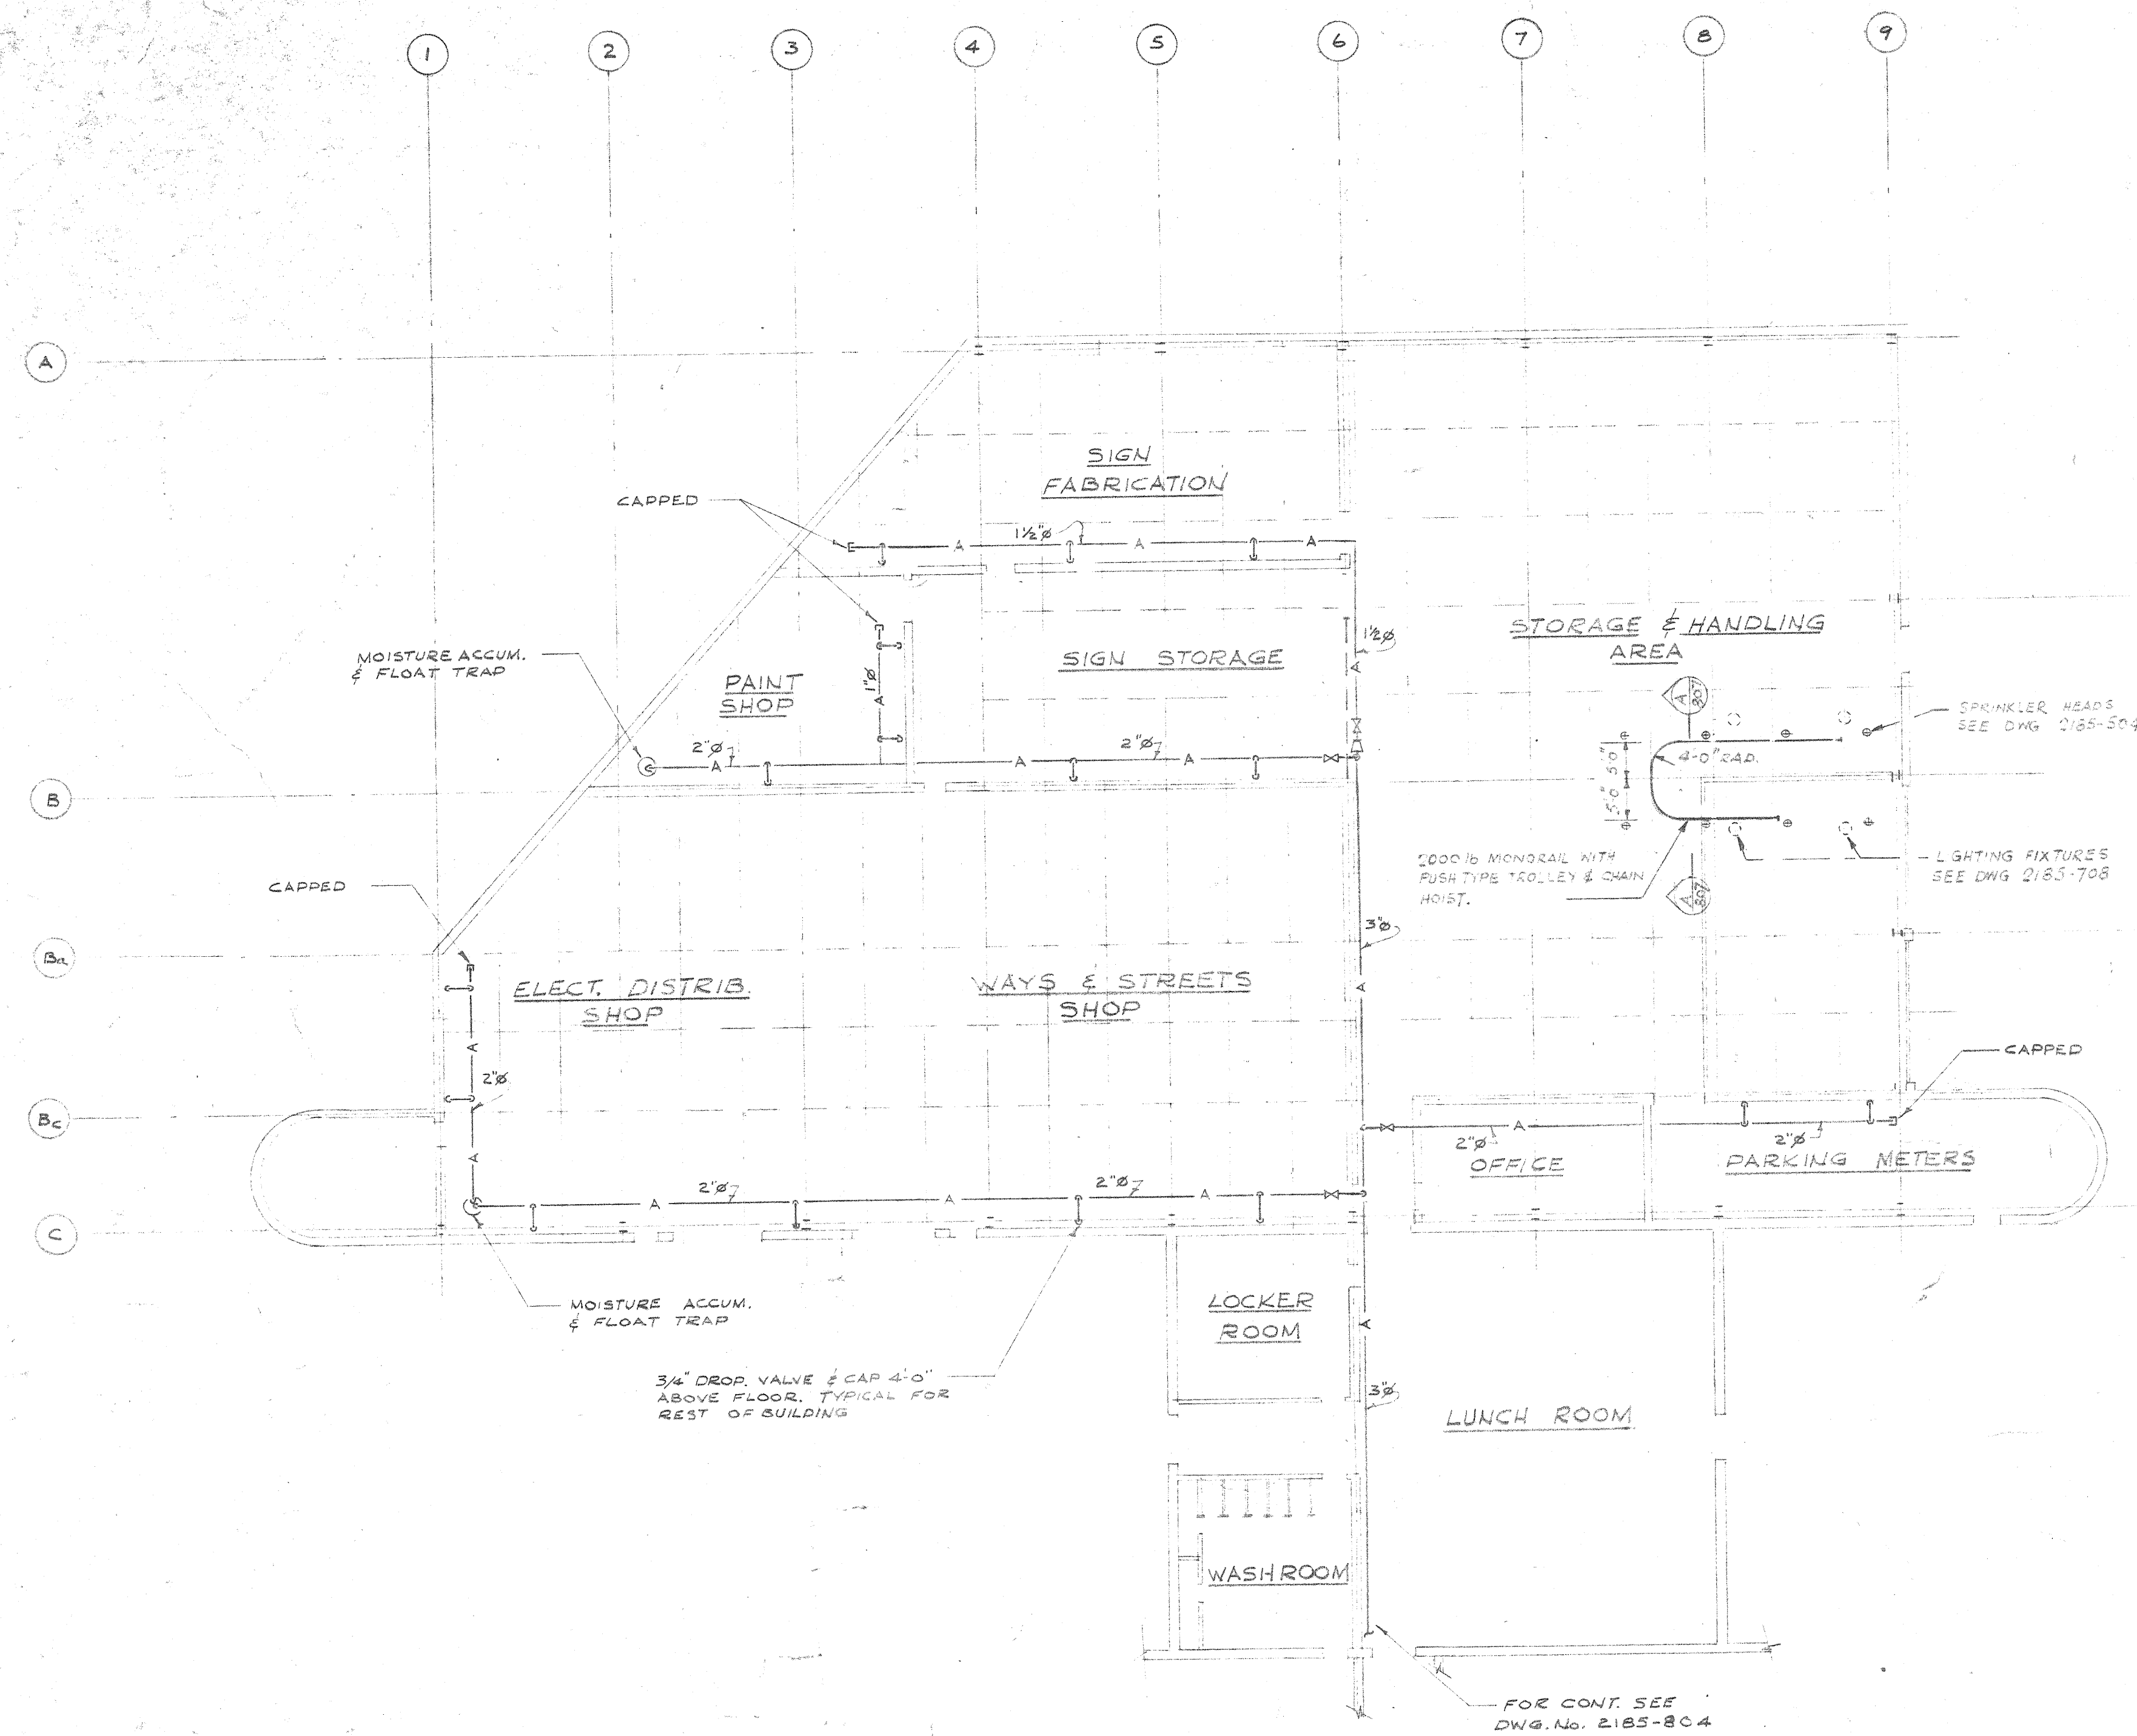 1 2 3 4 5 6 7 8 9
A
SIGN
FABRICATION
CAPPED
1½"ø
A A A
1½ø
STORAGE & HANDLING
AREA
MOISTURE ACCUM.
& FLOAT TRAP
SIGN STORAGE
A
PAINT
SHOP
1"ø
A
A
807
SPRINKLER HEADS
SEE DWG 2185-504
2"ø
A
2"ø
A A
4'-0" RAD.
5'-0" 5'-0"
B
2000 lb MONORAIL WITH
PUSH TYPE TROLLEY & CHAIN
HOIST.
LIGHTING FIXTURES
SEE DWG 2185-708
A
807
CAPPED
3"ø
Ba
ELECT. DISTRIB.
SHOP
WAYS & STREETS
SHOP
A
A
CAPPED
2"ø
Bc
A
2"ø
2"ø
OFFICE
PARKING METERS
A
2"ø
2"ø
A A A
C
MOISTURE ACCUM.
& FLOAT TRAP
LOCKER
ROOM
A
3/4" DROP, VALVE & CAP 4'-0"
ABOVE FLOOR. TYPICAL FOR
REST OF BUILDING
3"ø
LUNCH ROOM
WASHROOM
FOR CONT. SEE
DWG. No. 2185-804